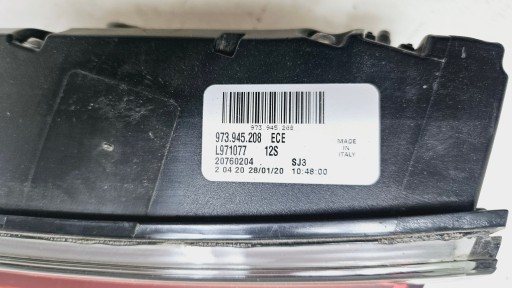 973.945.208
973.945.208 ECE
L971077 12S
MADE
IN
ITALY
20760204 . SJ3
2 04 20 28/01/20 10:48:00